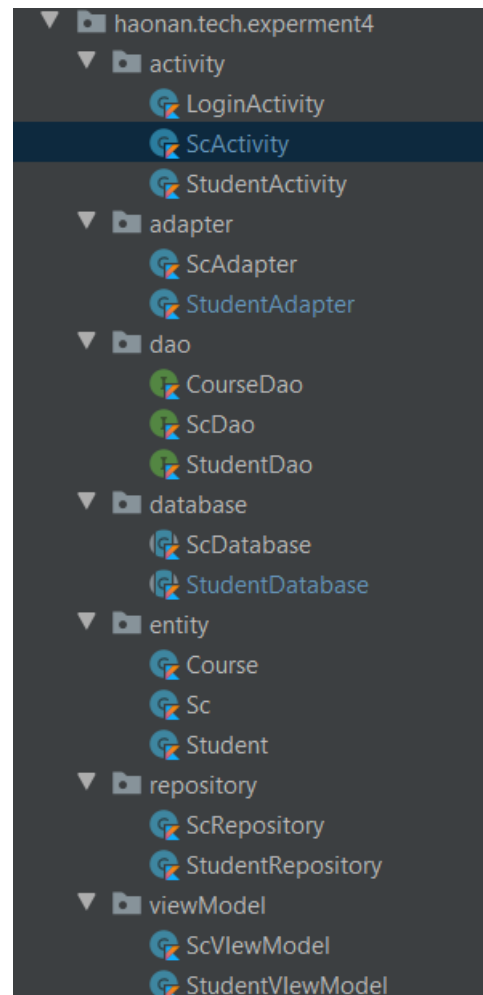 haonan.tech.experment4
activity
LoginActivity
ScActivity
StudentActivity
adapter
ScAdapter
StudentAdapter
dao
CourseDao
ScDao
StudentDao
database
ScDatabase
StudentDatabase
entity
Course
Sc
Student
repository
ScRepository
StudentRepository
viewModel
ScVIewModel
StudentVIewModel